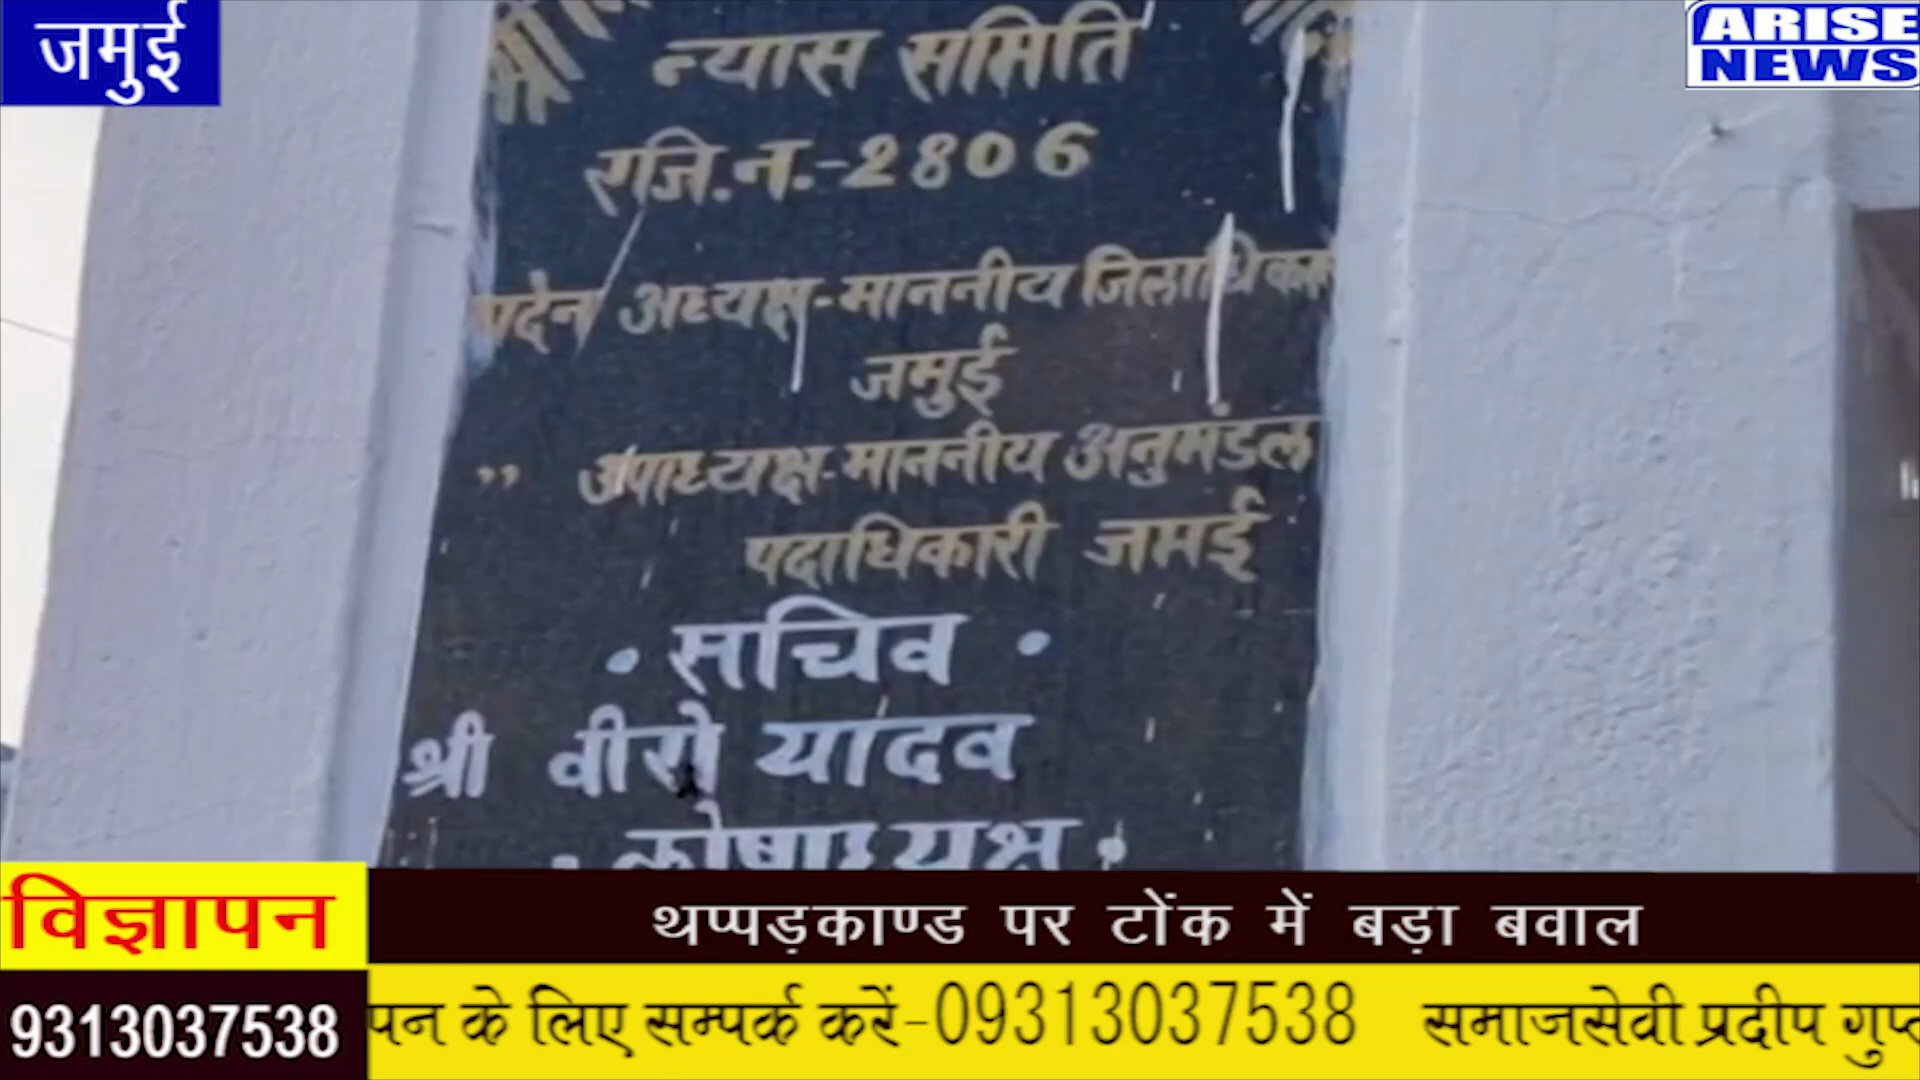 जमुई
ARISE
NEWS
न्यास समिति
रजि.न.-2806
पदेन अध्यक्ष-माननीय
जमुई
,, उपाध्यक्ष-माननीय अनुमंडल
पदाधिकारी जमुई
• सचिव •
श्री वीरो यादव
• कोषाध्यक्ष •
विज्ञापन
थप्पड़काण्ड पर टोंक में बड़ा बवाल
9313037538
पन के लिए सम्पर्क करें-09313037538 समाजसेवी प्रदीप